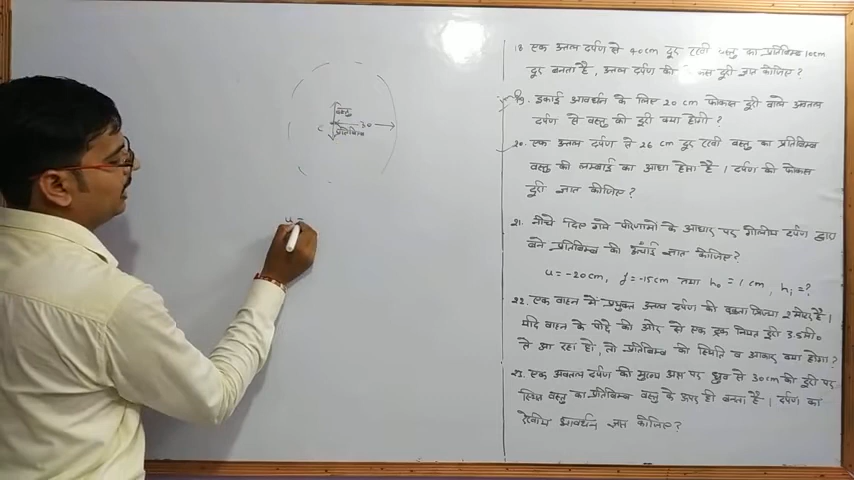 वस्तु
C 30
प्रतिबिम्ब
u =
18. एक उत्तल दर्पण से 40cm दूर रखी वस्तु का प्रतिबिम्ब 10cm
दूर बनता है, उत्तल दर्पण की दूरी ज्ञात कीजिए?
19. इकाई आवर्धन के लिए 20 cm फोकस दूरी वाले अवतल
दर्पण से वस्तु की दूरी क्या होगी?
20. एक उत्तल दर्पण से 26 cm दूर रखी वस्तु का प्रतिबिम्ब
वस्तु की लम्बाई का आधा होता है। दर्पण की फोकस
दूरी ज्ञात कीजिए?
21. नीचे दिए गये परिणामों के आधार पर गोलीय दर्पण द्वारा
बने प्रतिबिम्ब की ऊँचाई ज्ञात कीजिए?
u = -20cm, f = -15cm तथा h₀ = 1 cm, hᵢ = ?
22. एक वाहन में प्रयुक्त उत्तल दर्पण की वक्रता त्रिज्या 2 मीटर है।
यदि वाहन के पीछे की ओर से एक ट्रक नियत दूरी 3.5मी०
से आ रहा हो, तो प्रतिबिम्ब की स्थिति व आकार क्या होगा?
23. एक अवतल दर्पण की मुख्य अक्ष पर ध्रुव से 30cm की दूरी पर
स्थित वस्तु का प्रतिबिम्ब वस्तु के ऊपर ही बनता है। दर्पण का
रेखीय आवर्धन ज्ञात कीजिए?